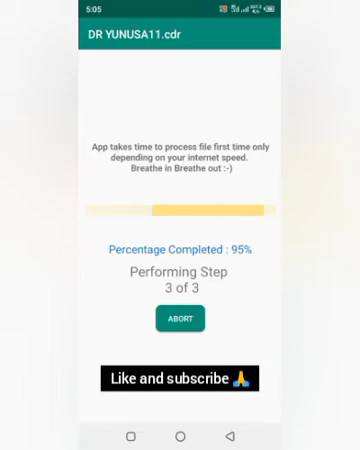 5:05
DR YUNUSA11.cdr
App takes time to process file first time only
depending on your internet speed.
Breathe in Breathe out :-)
Percentage Completed : 95%
Performing Step
3 of 3
ABORT
Like and subscribe 🙏